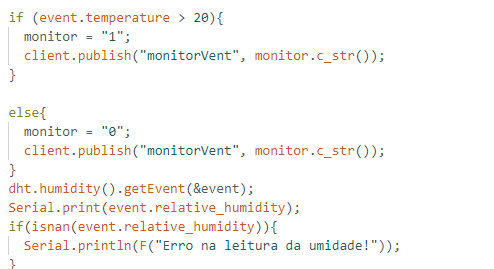 if (event.temperature > 20){
  monitor = "1";
  client.publish("monitorVent", monitor.c_str());
}

else{
  monitor = "0";
  client.publish("monitorVent", monitor.c_str());
}
dht.humidity().getEvent(&event);
Serial.print(event.relative_humidity);
if(isnan(event.relative_humidity)){
  Serial.println(F("Erro na leitura da umidade!"));
}